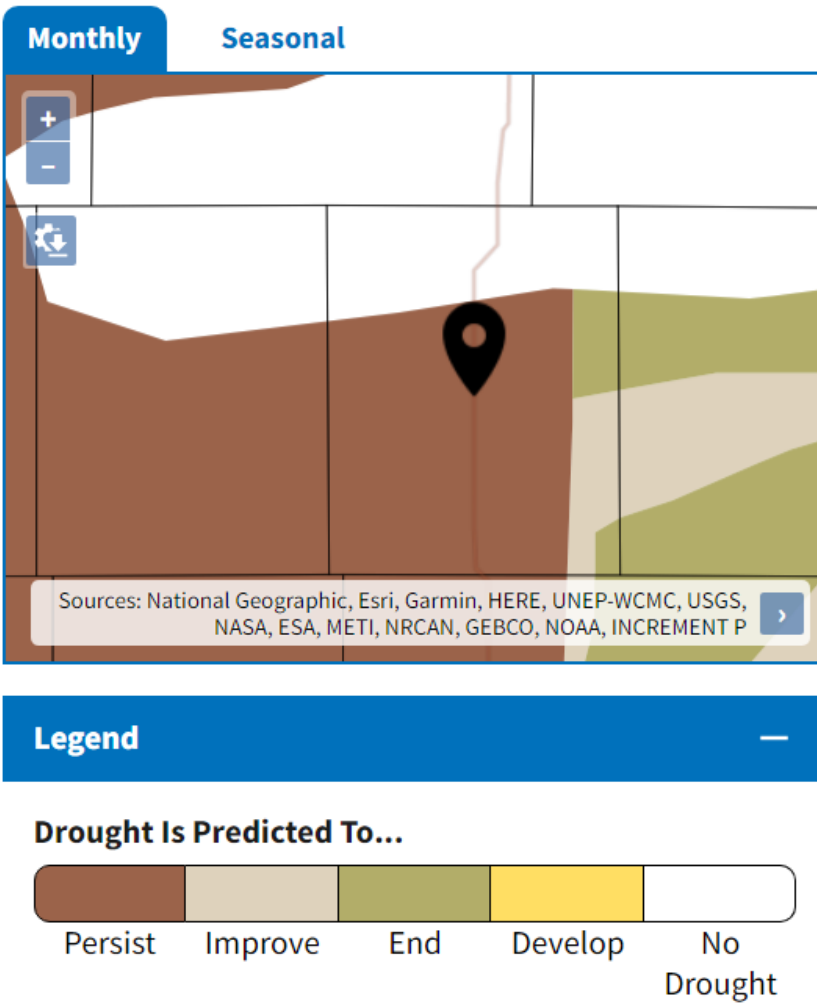 Monthly Seasonal
+
–
Sources: National Geographic, Esri, Garmin, HERE, UNEP-WCMC, USGS,
NASA, ESA, METI, NRCAN, GEBCO, NOAA, INCREMENT P
›
Legend
Drought Is Predicted To...
Persist Improve End Develop No
Drought